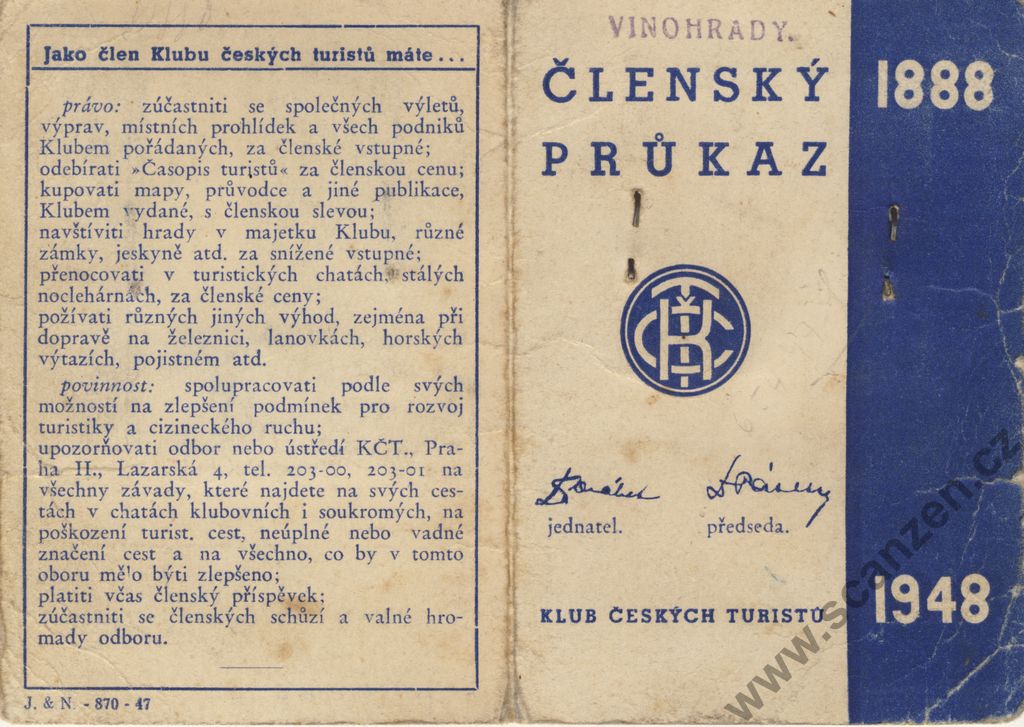 Jako člen Klubu českých turistů máte...
právo: zúčastniti se společných výletů,
výprav, místních prohlídek a všech podniků
Klubem pořádaných, za členské vstupné;
odebírati »Časopis turistů« za členskou cenu;
kupovati mapy, průvodce a jiné publikace,
Klubem vydané, s členskou slevou;
navštíviti hrady v majetku Klubu, různé
zámky, jeskyně atd. za snížené vstupné;
přenocovati v turistických chatách, stálých
noclehárnách, za členské ceny;
požívati různých jiných výhod, zejména při
dopravě na železnici, lanovkách, horských
výtazích, pojistném atd.
povinnost: spolupracovati podle svých
možností na zlepšení podmínek pro rozvoj
turistiky a cizineckého ruchu;
upozorňovati odbor nebo ústředí KČT., Pra-
ha II., Lazarská 4, tel. 203-00, 203-01 na
všechny závady, které najdete na svých ces-
tách v chatách klubovních i soukromých, na
poškození turist. cest, neúplné nebo vadné
značení cest a na všechno, co by v tomto
oboru mělo býti zlepšeno;
platiti včas členský příspěvek;
zúčastniti se členských schůzí a valné hro-
mady odboru.
J. & N. - 870 - 47
VINOHRADY.
ČLENSKÝ
PRŮKAZ
KČT
jednatel. předseda.
KLUB ČESKÝCH TURISTŮ
1888
1948
www.scanzen.cz